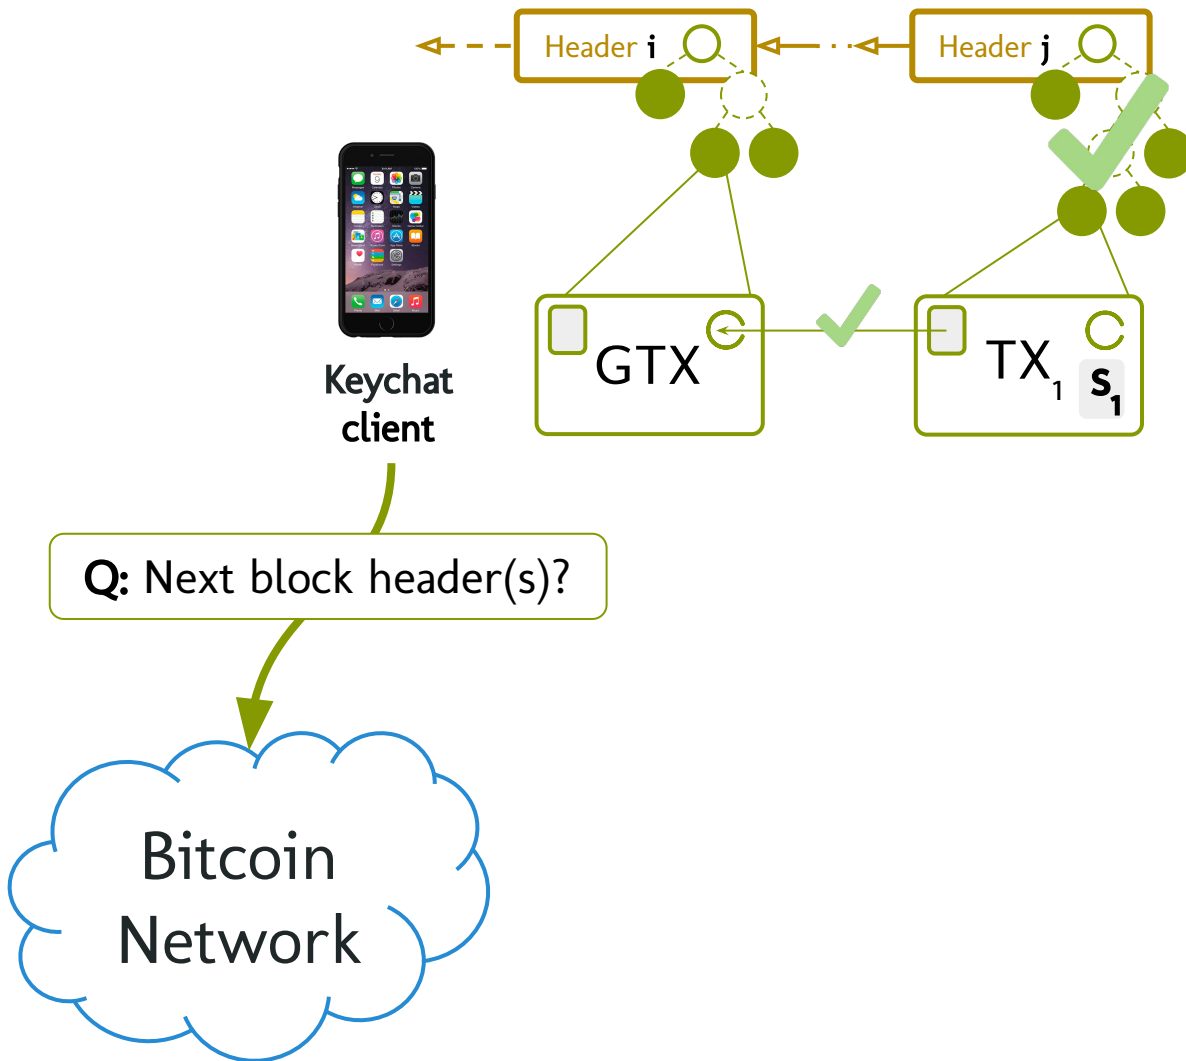 Header i
Header j
GTX
TX₁
S₁
Keychat
client
Q: Next block header(s)?
Bitcoin
Network